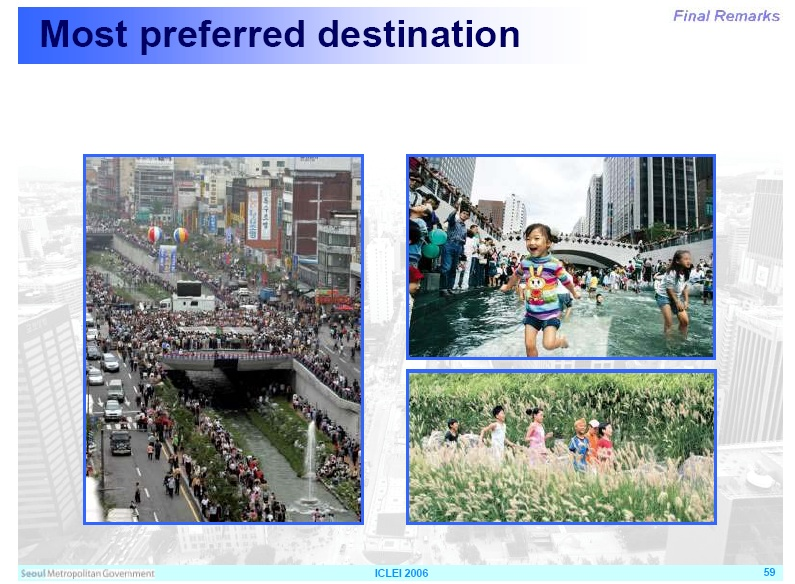 Final Remarks
Most preferred destination
Seoul Metropolitan Government
ICLEI 2006
59